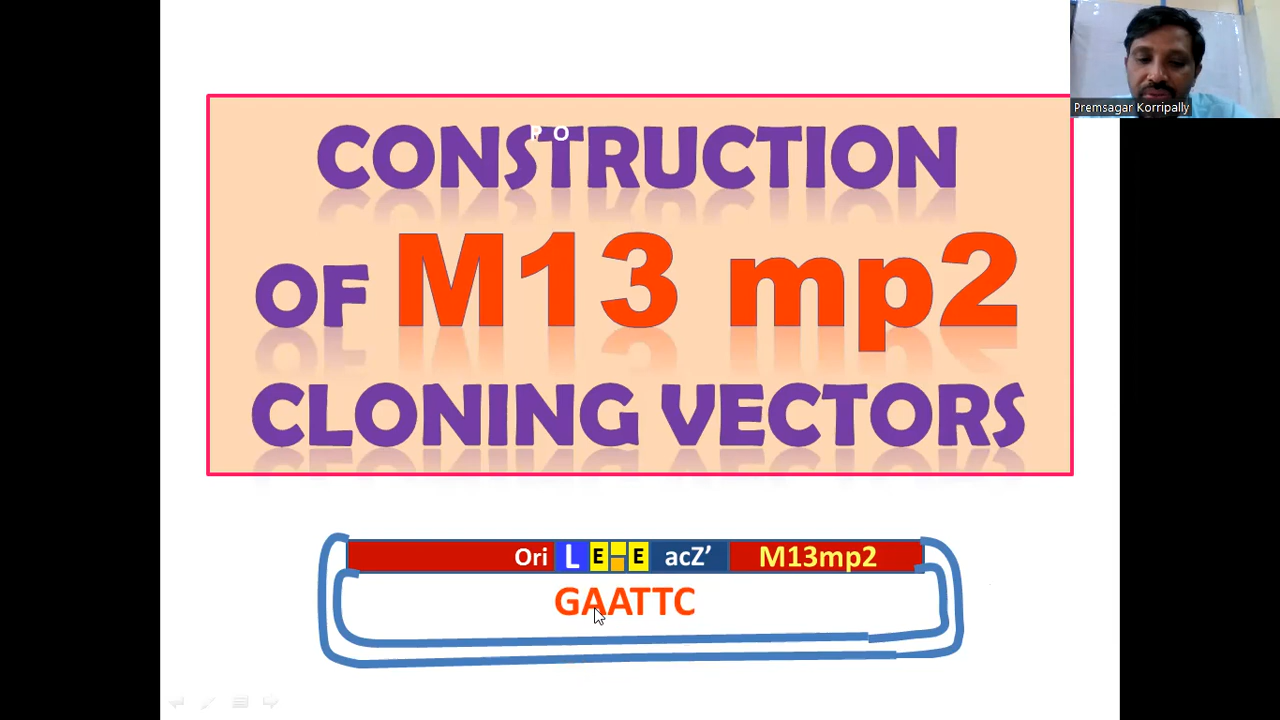 Premsagar Korripally
P O
CONSTRUCTION
OF M13 mp2
CLONING VECTORS
Ori L E E acZ’ M13mp2
GAATTC